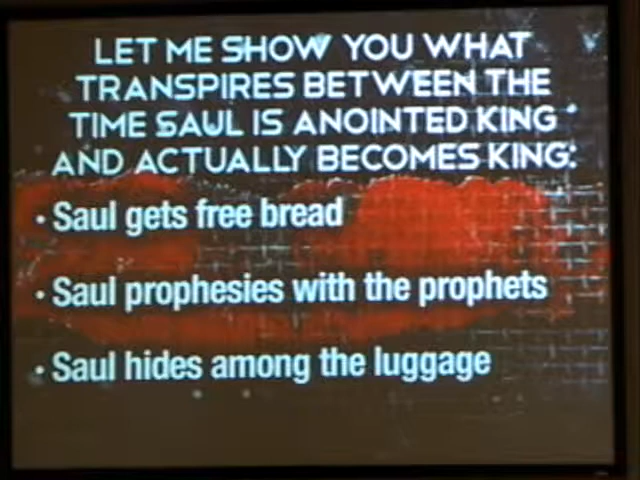 LET ME SHOW YOU WHAT
TRANSPIRES BETWEEN THE
TIME SAUL IS ANOINTED KING
AND ACTUALLY BECOMES KING:
· Saul gets free bread
· Saul prophesies with the prophets
· Saul hides among the luggage